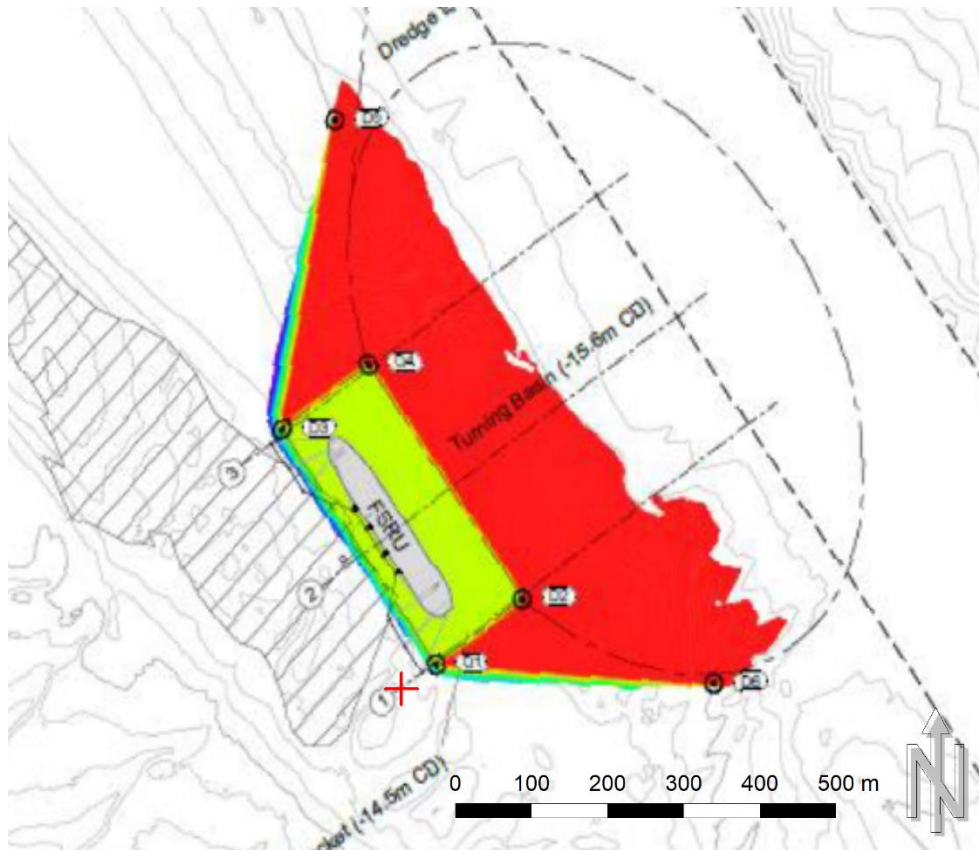 Dredge
D5
D4
Turning Basin (-15.6m CD)
D3
3
FSRU
2
D2
D1
1
D6
N
0 100 200 300 400 500 m
cket (-14.5m CD)